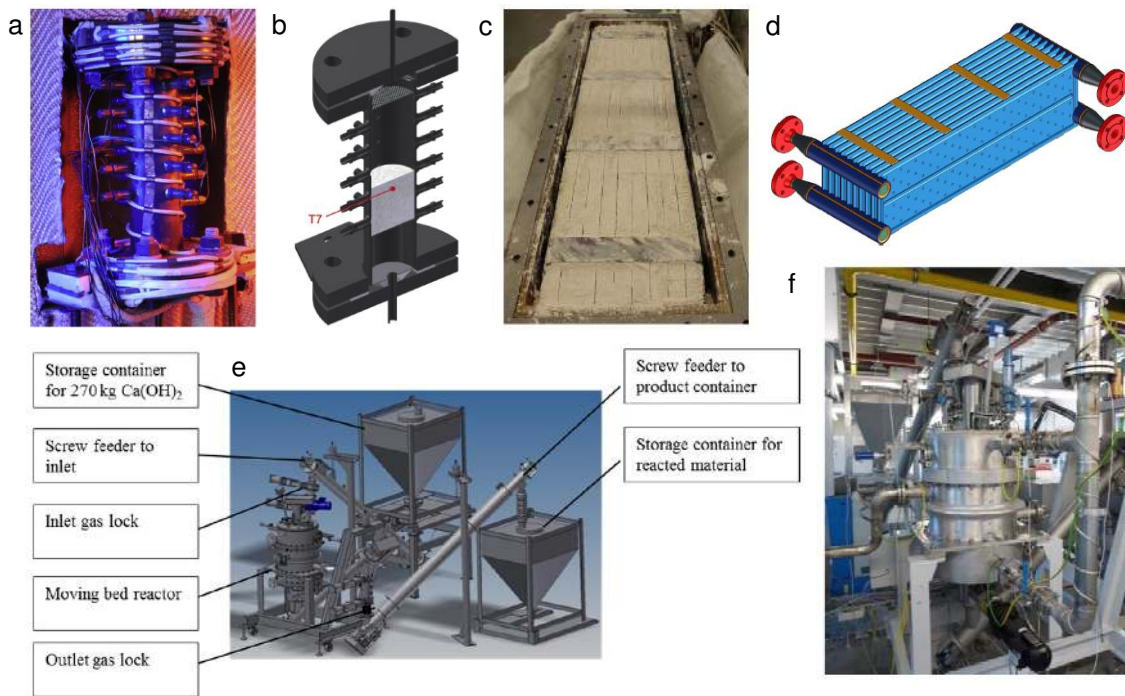 a
b
c
d
T7
e
f
Storage container
for 270 kg Ca(OH)₂
Screw feeder to
inlet
Inlet gas lock
Moving bed reactor
Outlet gas lock
Screw feeder to
product container
Storage container for
reacted material